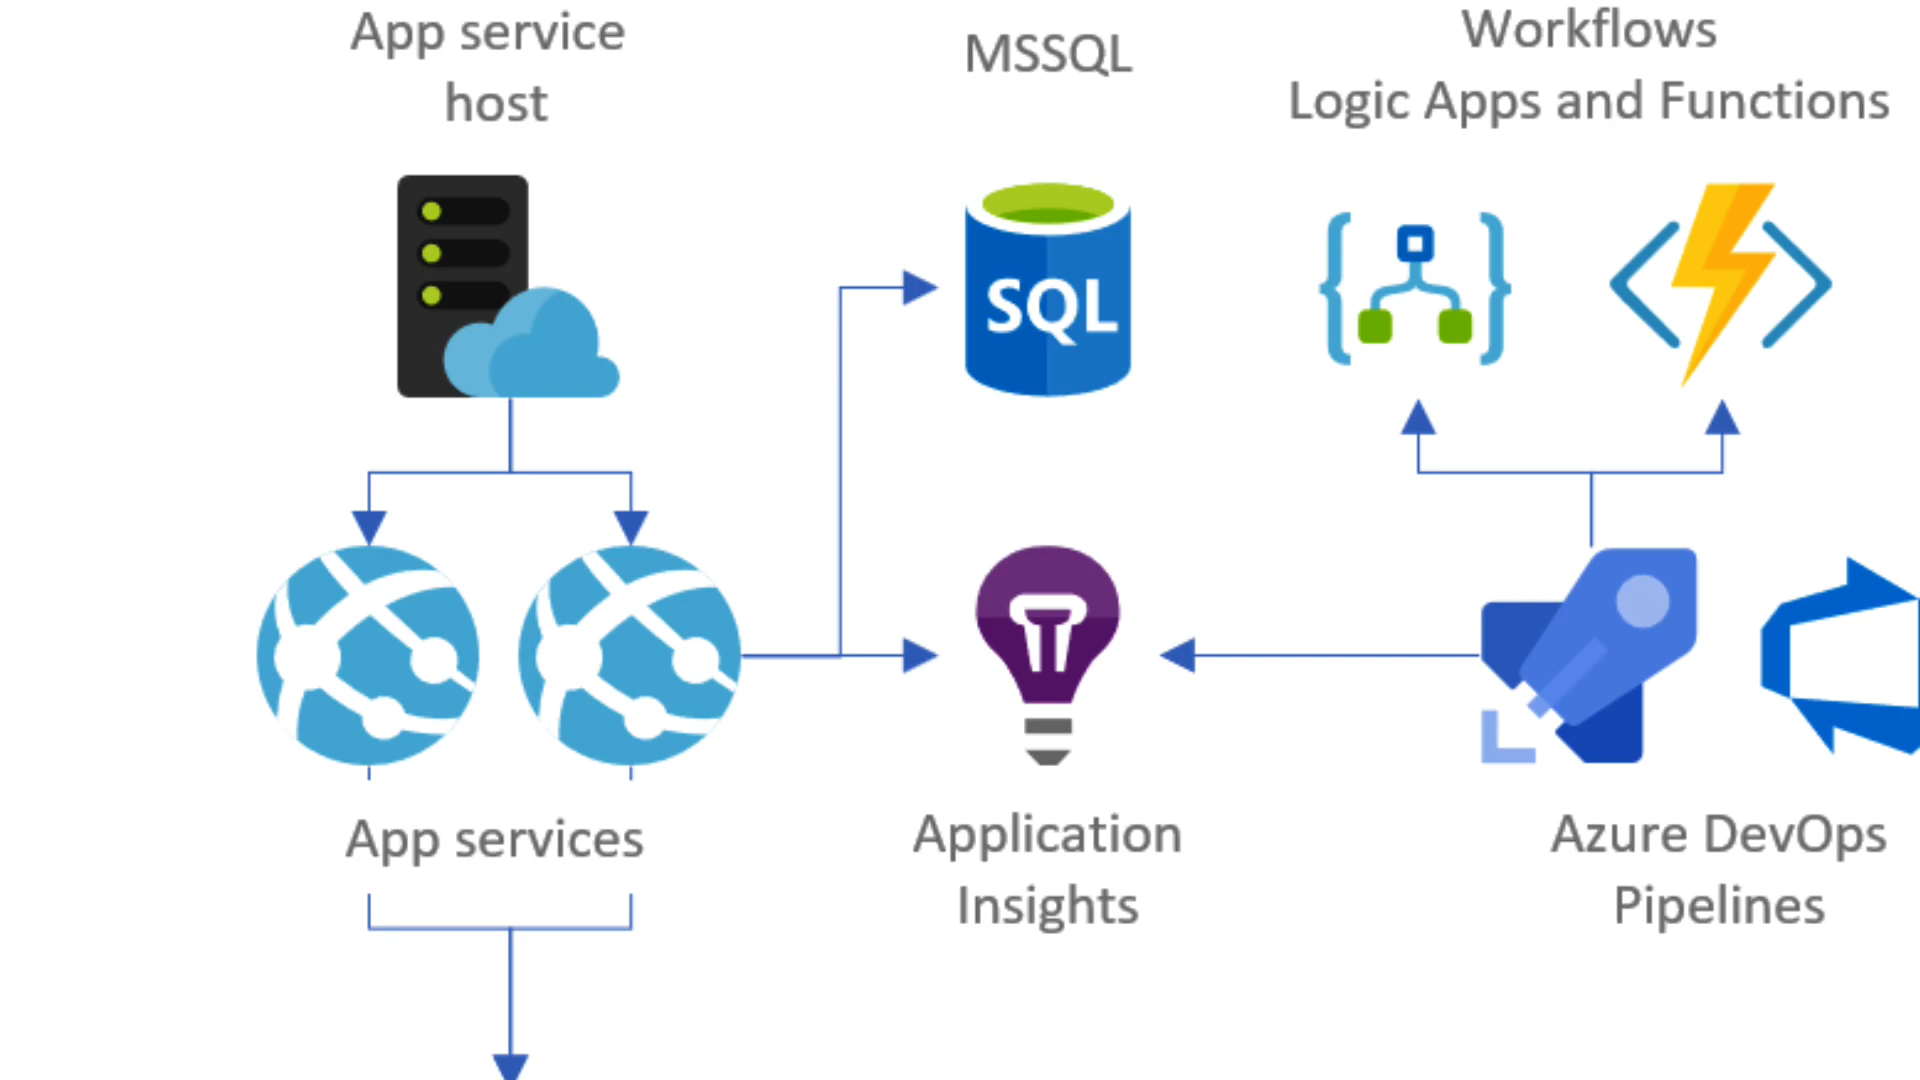 App service
host
MSSQL
Workflows
Logic Apps and Functions
SQL
App services
Application
Insights
Azure DevOps
Pipelines